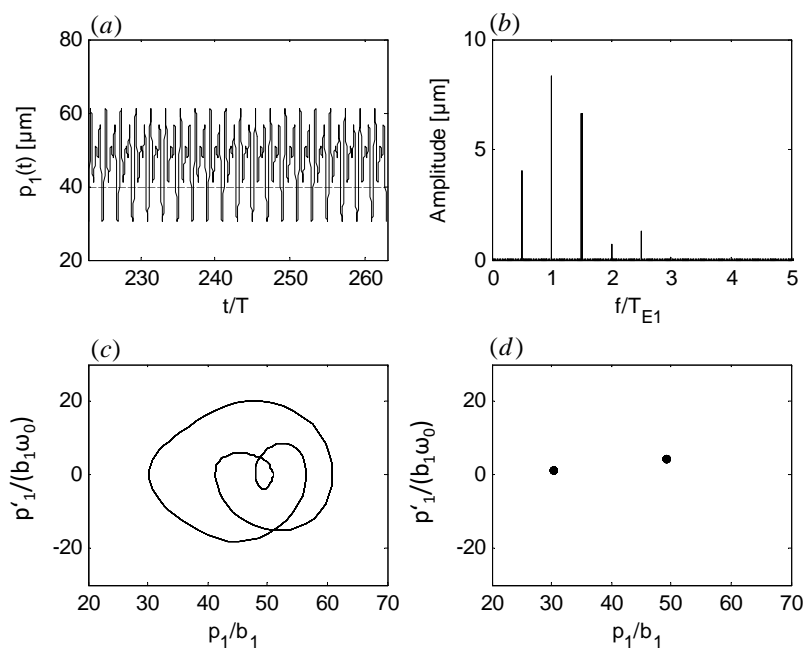 (a)
80
60
40
20
p₁(t) [μm]
230 240 250 260
t/T
(b)
10
5
0
Amplitude [μm]
0 1 2 3 4 5
f/T_E1
(c)
20
0
-20
p‘₁/(b₁ω₀)
20 30 40 50 60 70
p₁/b₁
(d)
20
0
-20
p‘₁/(b₁ω₀)
20 30 40 50 60 70
p₁/b₁